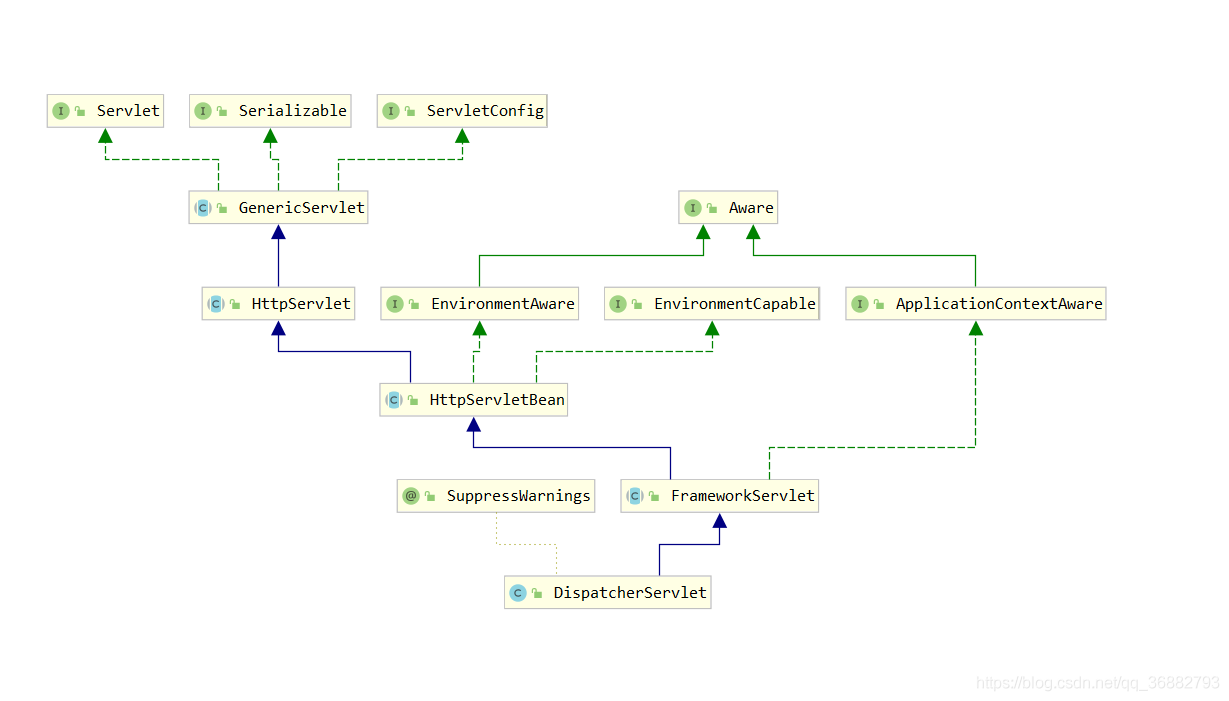 Servlet
Serializable
ServletConfig
GenericServlet
Aware
HttpServlet
EnvironmentAware
EnvironmentCapable
ApplicationContextAware
HttpServletBean
SuppressWarnings
FrameworkServlet
DispatcherServlet
https://blog.csdn.net/qq_36882793